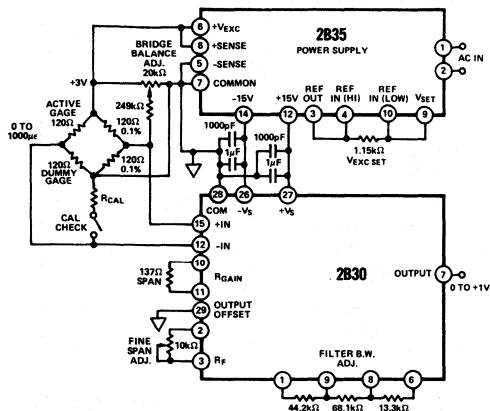 6 +VEXC
2B35
POWER SUPPLY
8 +SENSE
BRIDGE
BALANCE
ADJ.
20kΩ
5 -SENSE
7 COMMON
1
AC IN
2
+3V
-15V
14
+15V
12
REF
OUT
3
REF
IN (HI)
4
REF
IN (LOW)
10
VSET
9
1.15kΩ
VEXC SET
249kΩ
ACTIVE
GAGE
120Ω
120Ω
0.1%
0 TO
1000με
120Ω
DUMMY
GAGE
120Ω
0.1%
1000pF
1μF
1000pF
1μF
RCAL
CAL
CHECK
28
COM
26
-VS
27
+VS
15 +IN
12 -IN
2B30
137Ω
SPAN
10
RGAIN
11
OUTPUT 7
0 TO +1V
29 OUTPUT
OFFSET
FINE
SPAN
ADJ.
10kΩ
2
3 RF
FILTER B.W.
ADJ.
1
9
8
6
44.2kΩ
68.1kΩ
13.3kΩ